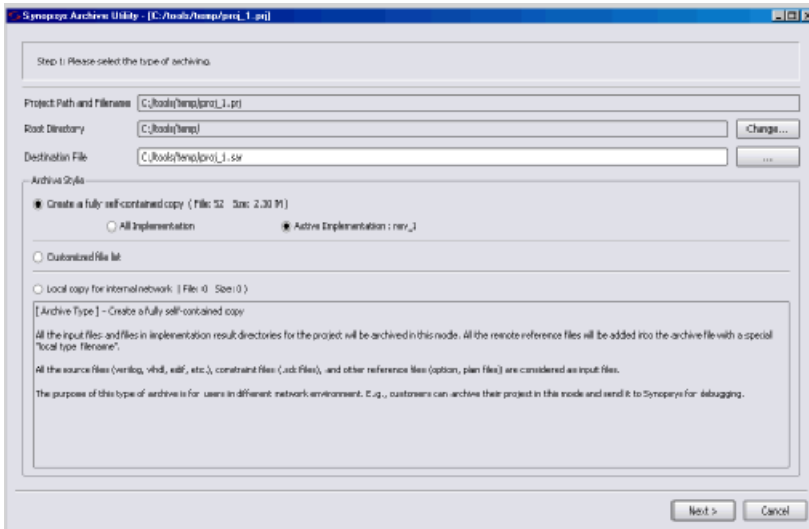 Synopsys Archive Utility - [C:/tools/temp/proj_1.prj]
Step 1: Please select the type of archiving.
Project Path and Filename C:/tools/temp/proj_1.prj
Root Directory C:/tools/temp/ Change...
Destination File C:/tools/temp/proj_1.sar ...
Archive Style
Create a fully self-contained copy ( File: 52 Size: 2.30 M )
All Implementation Active Implementation : rev_1
Customized file list
Local copy for internal network ( File: 0 Size: 0 )
[ Archive Type ] - Create a fully self-contained copy
All the input files and files in implementation result directories for the project will be archived in this mode. All the remote reference files will be added into the archive file with a special
"local type filename".
All the source files (verilog, vhdl, edif, etc.), constraint files (.sdc files), and other reference files (option, plan files) are considered as input files.
The purpose of this type of archive is for users in different network environment. E.g., customers can archive their project in this mode and send it to Synopsys for debugging.
Next > Cancel